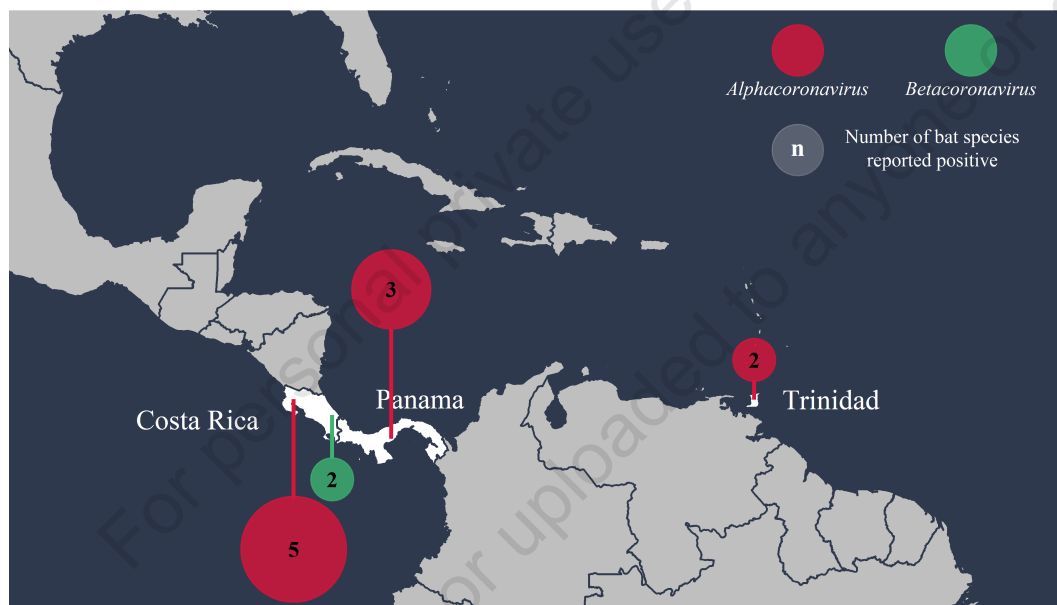 Alphacoronavirus
Betacoronavirus
n
Number of bat species
reported positive
3
2
Panama
Trinidad
Costa Rica
2
5
For personal private use
or uploaded to anyone or